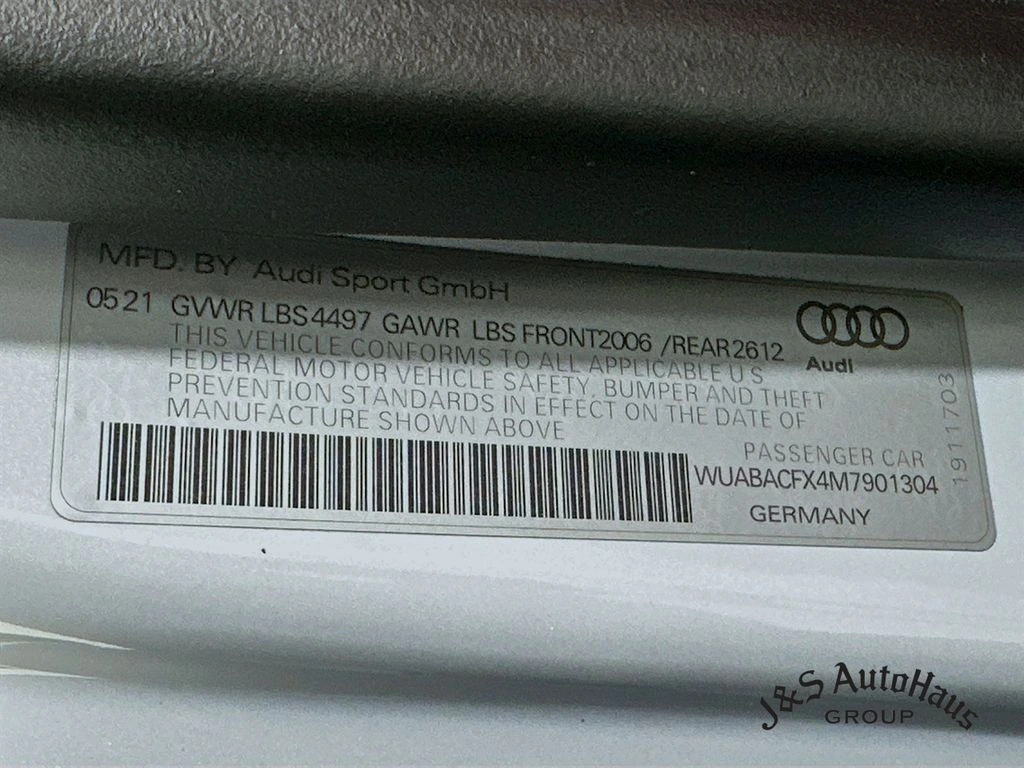 MFD. BY Audi Sport GmbH
0521 GVWR LBS4497 GAWR LBS FRONT2006 /REAR2612
THIS VEHICLE CONFORMS TO ALL APPLICABLE U S
FEDERAL MOTOR VEHICLE SAFETY, BUMPER AND THEFT
PREVENTION STANDARDS IN EFFECT ON THE DATE OF
MANUFACTURE SHOWN ABOVE
Audi
PASSENGER CAR
WUABACFX4M7901304
GERMANY
1911703
J&S AutoHaus
GROUP